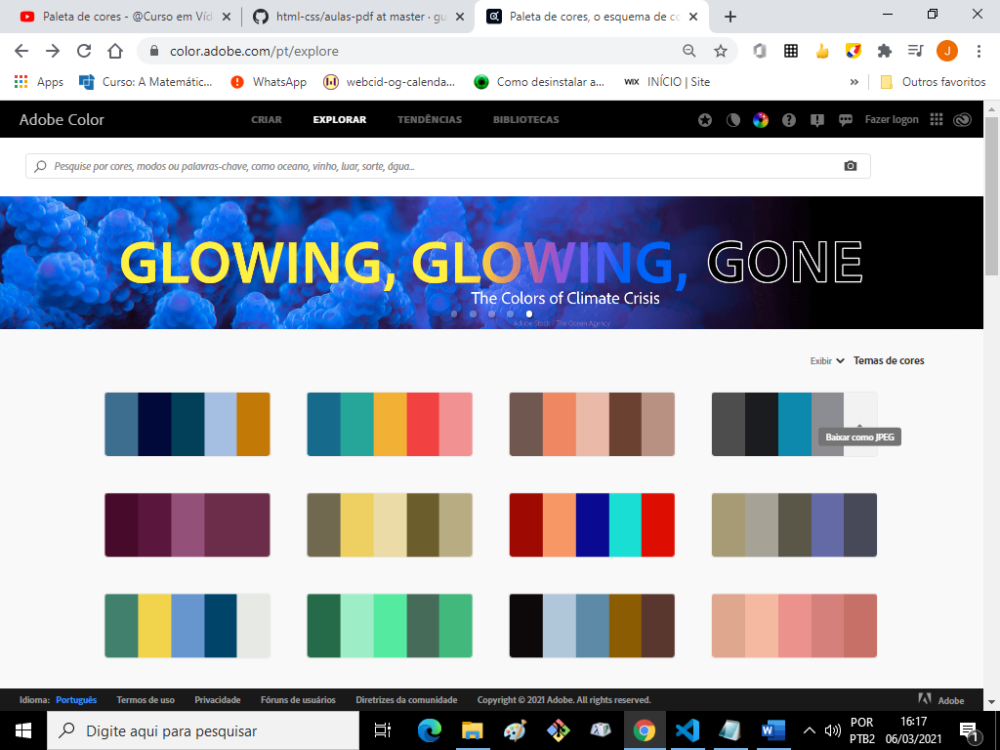 Paleta de cores - @Curso em Víd
html-css/aulas-pdf at master · gu
Paleta de cores, o esquema de co
color.adobe.com/pt/explore
J
Apps
Curso: A Matemátic...
WhatsApp
webcid-og-calenda...
Como desinstalar a...
WIX
INÍCIO | Site
»
Outros favoritos
Adobe Color
CRIAR
EXPLORAR
TENDÊNCIAS
BIBLIOTECAS
Fazer logon
Pesquise por cores, modos ou palavras-chave, como oceano, vinho, luar, sorte, água...
GLOWING, GLOWING, GONE
The Colors of Climate Crisis
Adobe Stock / The Ocean Agency
Exibir
Temas de cores
Baixar como JPEG
Idioma: Português
Termos de uso
Privacidade
Fóruns de usuários
Diretrizes da comunidade
Copyright © 2021 Adobe. All rights reserved.
Adobe
Digite aqui para pesquisar
POR
PTB2
16:17
06/03/2021
1